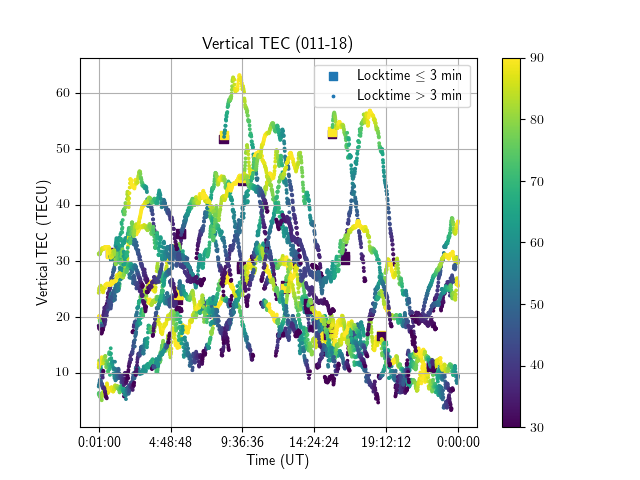 Vertical TEC (011-18)
Locktime ≤ 3 min
Locktime > 3 min
Vertical TEC (TECU)
60
50
40
30
20
10
0:01:00 4:48:48 9:36:36 14:24:24 19:12:12 0:00:00
Time (UT)
90
80
70
60
50
40
30